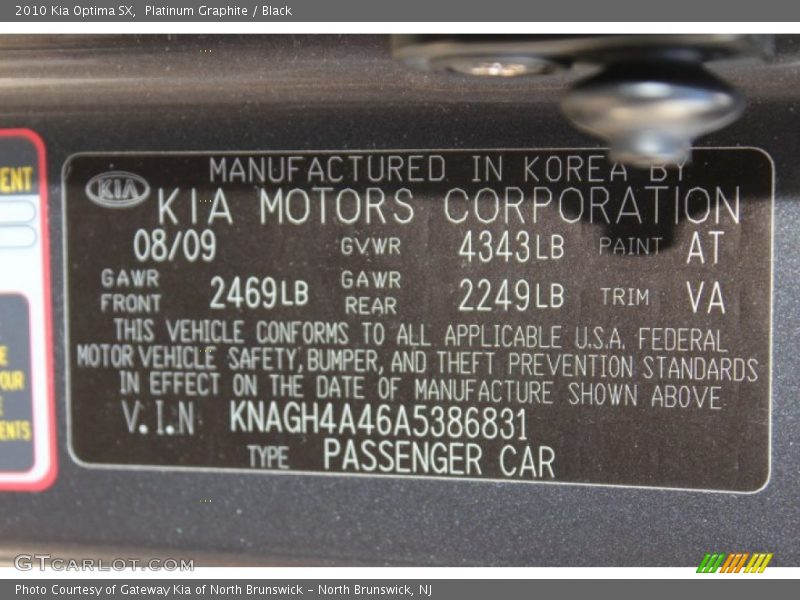 2010 Kia Optima SX, Platinum Graphite / Black
ENT
MANUFACTURED IN KOREA BY
KIA
KIA MOTORS CORPORATION
08/09 GVWR 4343LB PAINT AT
GAWR FRONT 2469LB GAWR REAR 2249LB TRIM VA
THIS VEHICLE CONFORMS TO ALL APPLICABLE U.S.A. FEDERAL
MOTOR VEHICLE SAFETY, BUMPER, AND THEFT PREVENTION STANDARDS
IN EFFECT ON THE DATE OF MANUFACTURE SHOWN ABOVE
V.I.N KNAGH4A46A5386831
TYPE PASSENGER CAR
E
OUR
E
ENTS
GTCARLOT.COM
Photo Courtesy of Gateway Kia of North Brunswick - North Brunswick, NJ